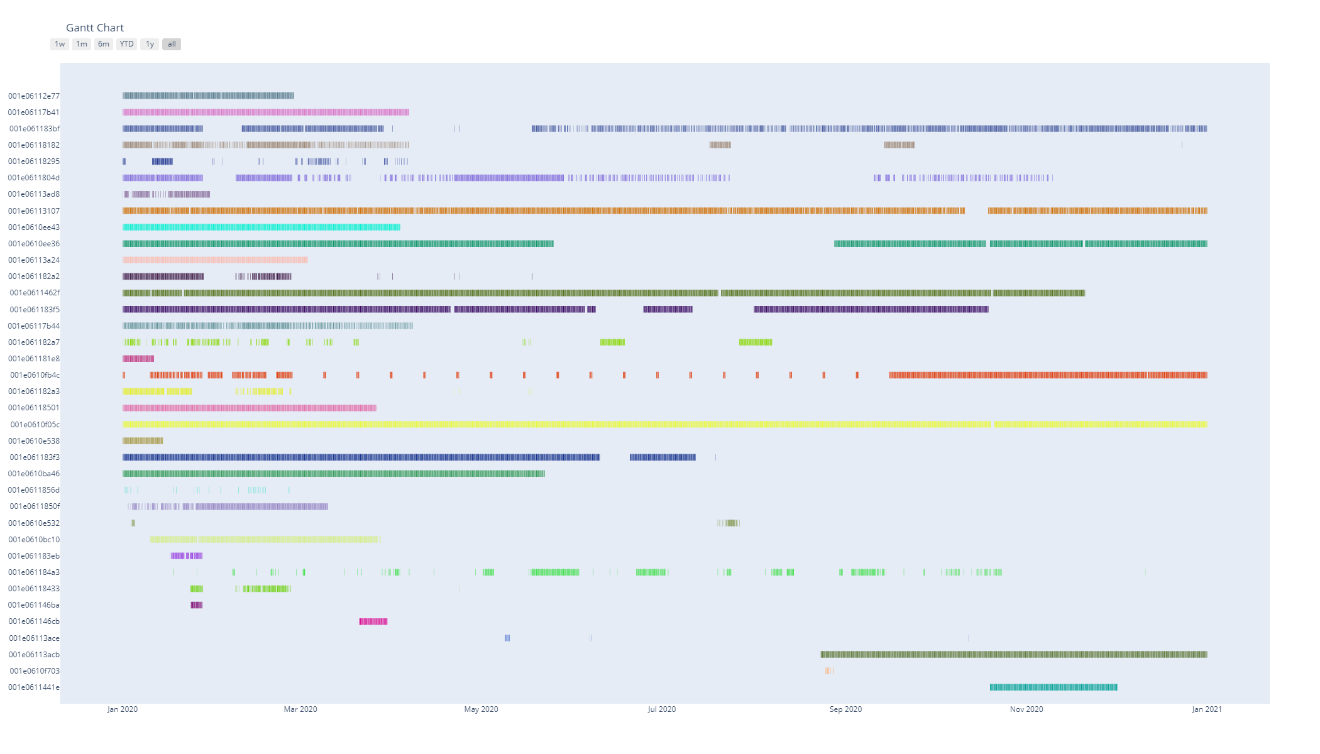 Gantt Chart
1w 1m 6m YTD 1y all
001e06112e77
001e06117b41
001e061183bf
001e06118182
001e06118295
001e0611804d
001e06113ad8
001e06113107
001e0610ee43
001e0610ee36
001e06113a24
001e061182a2
001e0611462f
001e061183f5
001e06117b44
001e061182a7
001e061181e8
001e0610fb4c
001e061182a3
001e06118501
001e0610f05c
001e0610e538
001e061183f3
001e0610ba46
001e0611856d
001e0611850f
001e0610e532
001e0610bc10
001e061183eb
001e061184a3
001e06118433
001e061146ba
001e061146cb
001e06113ace
001e06113acb
001e0610f703
001e0611441e
Jan 2020 Mar 2020 May 2020 Jul 2020 Sep 2020 Nov 2020 Jan 2021